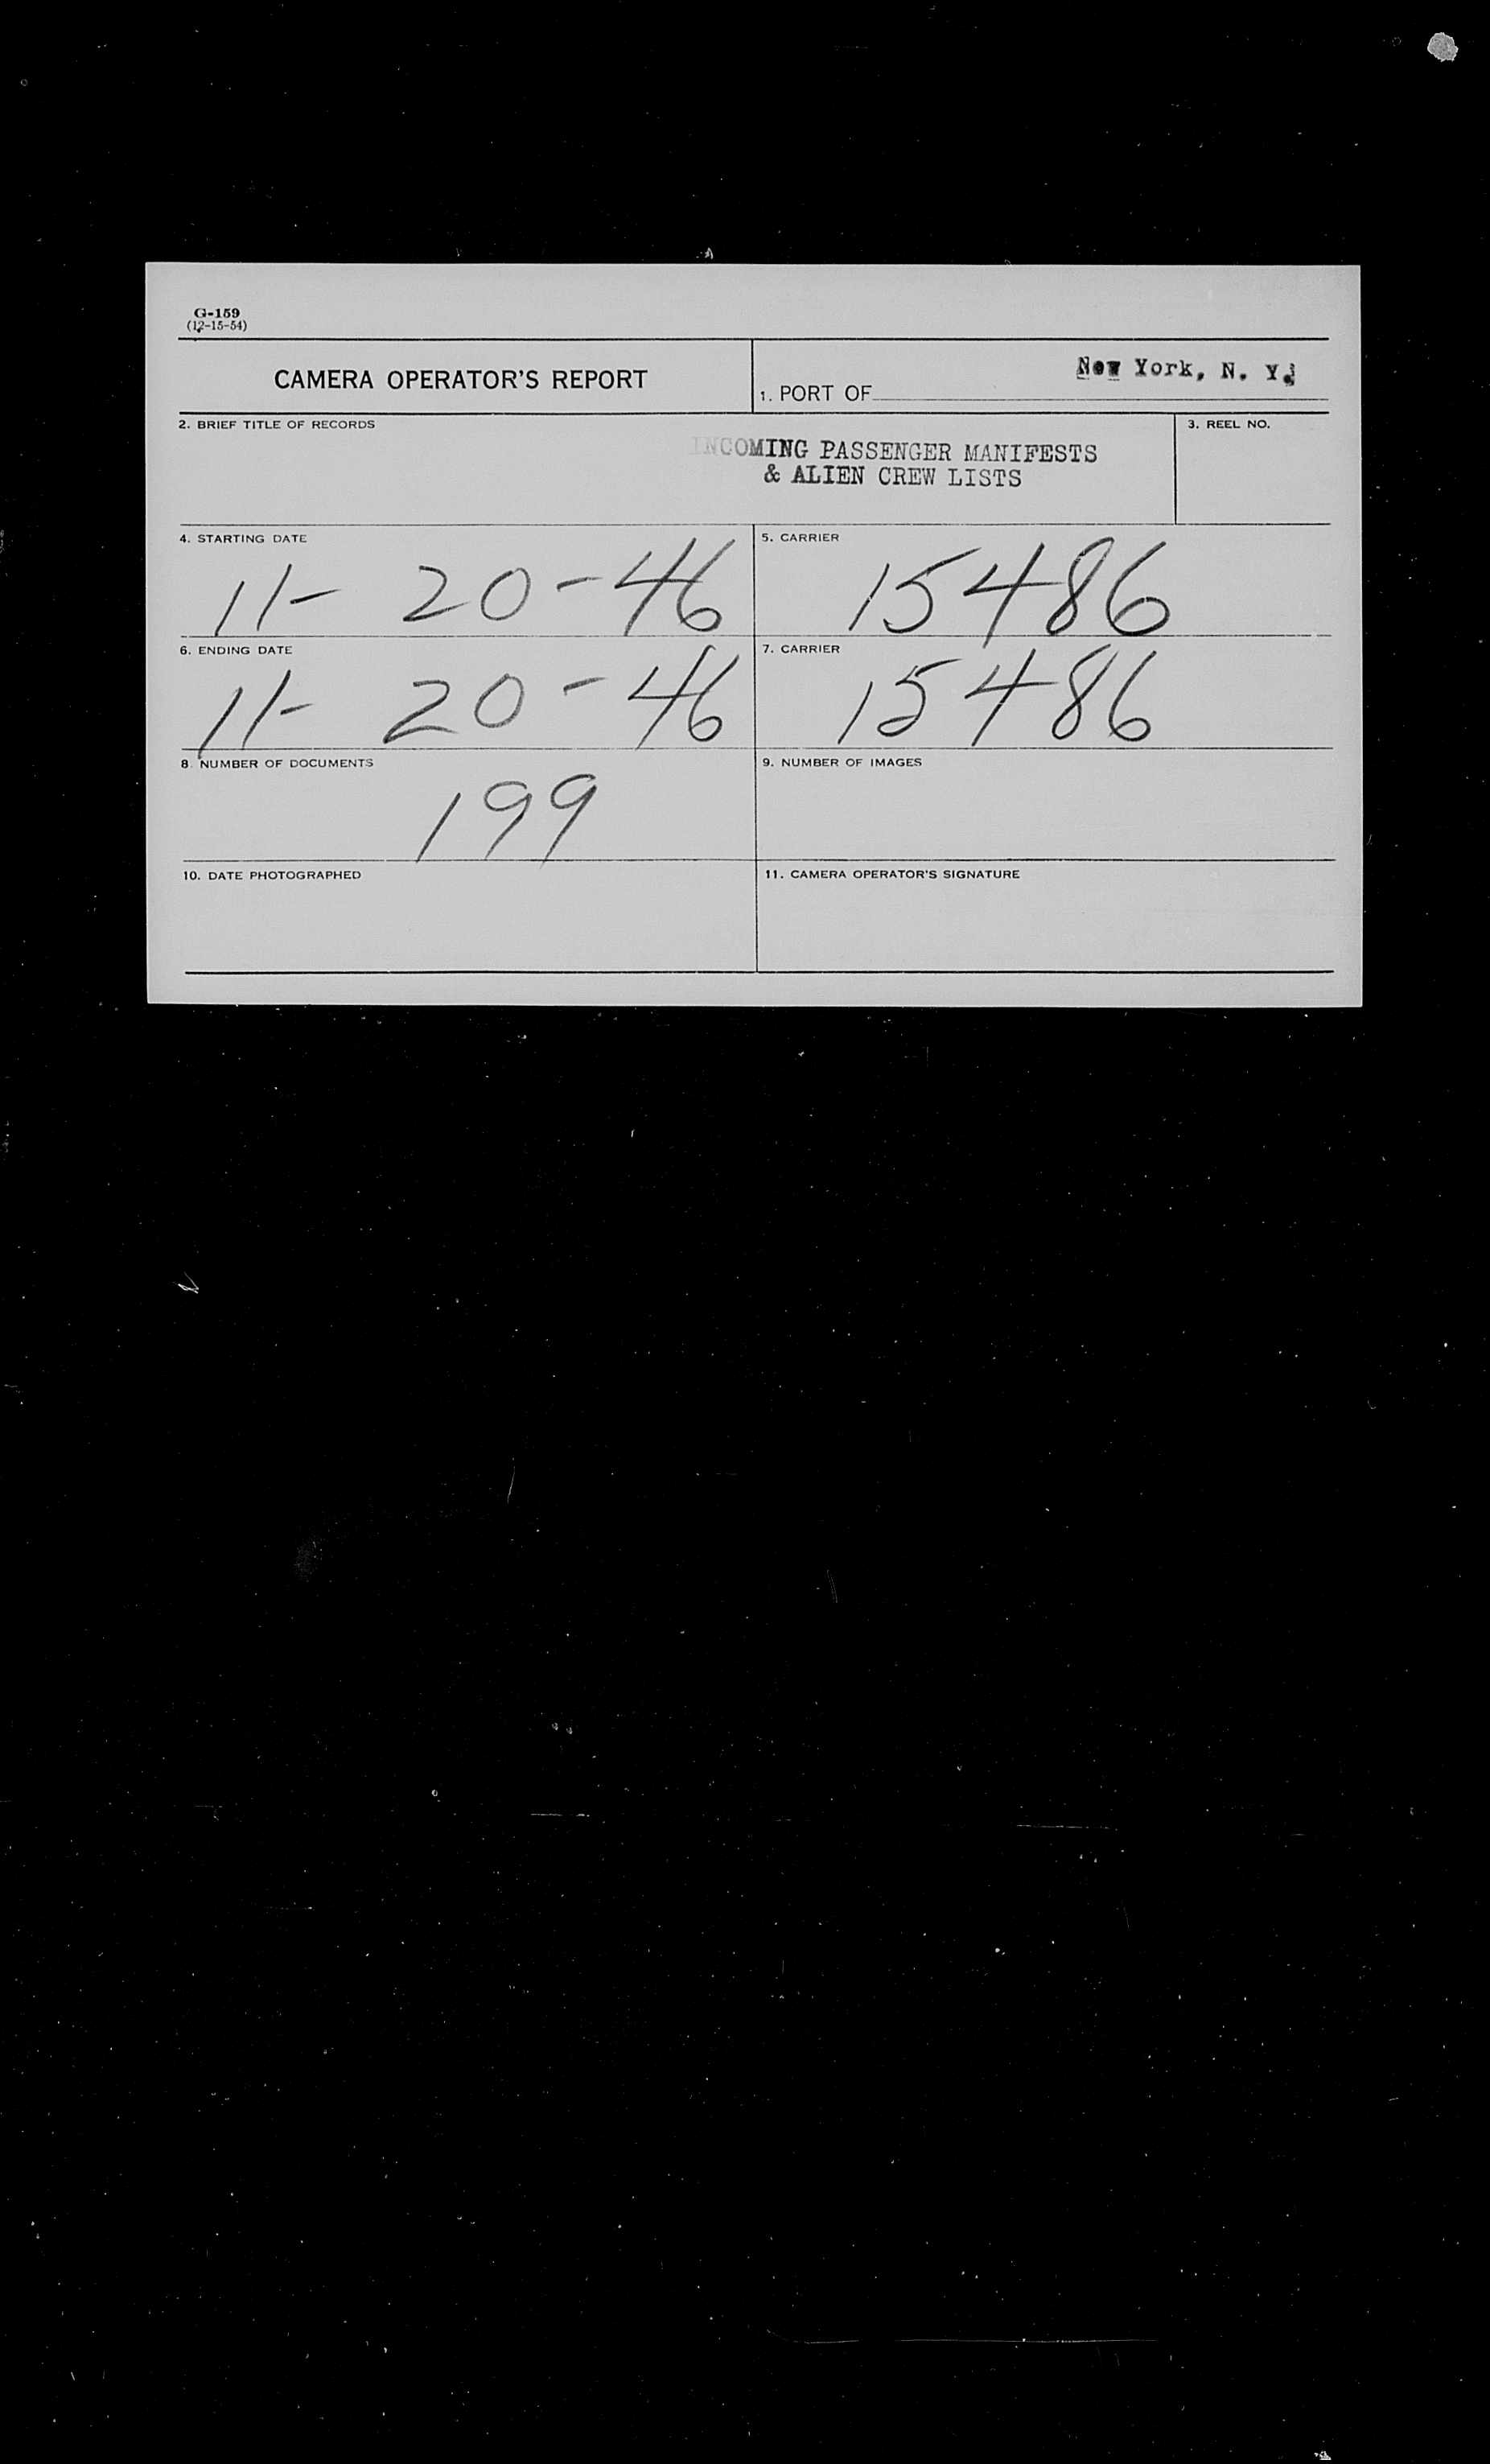 G-159
(12-15-54)
CAMERA OPERATOR'S REPORT
1. PORT OF New York, N. Y.
2. BRIEF TITLE OF RECORDS
INCOMING PASSENGER MANIFESTS
& ALIEN CREW LISTS
3. REEL NO.
4. STARTING DATE
11- 20-46
5. CARRIER
15486
6. ENDING DATE
11- 20-46
7. CARRIER
15486
8. NUMBER OF DOCUMENTS
199
9. NUMBER OF IMAGES
10. DATE PHOTOGRAPHED
11. CAMERA OPERATOR'S SIGNATURE